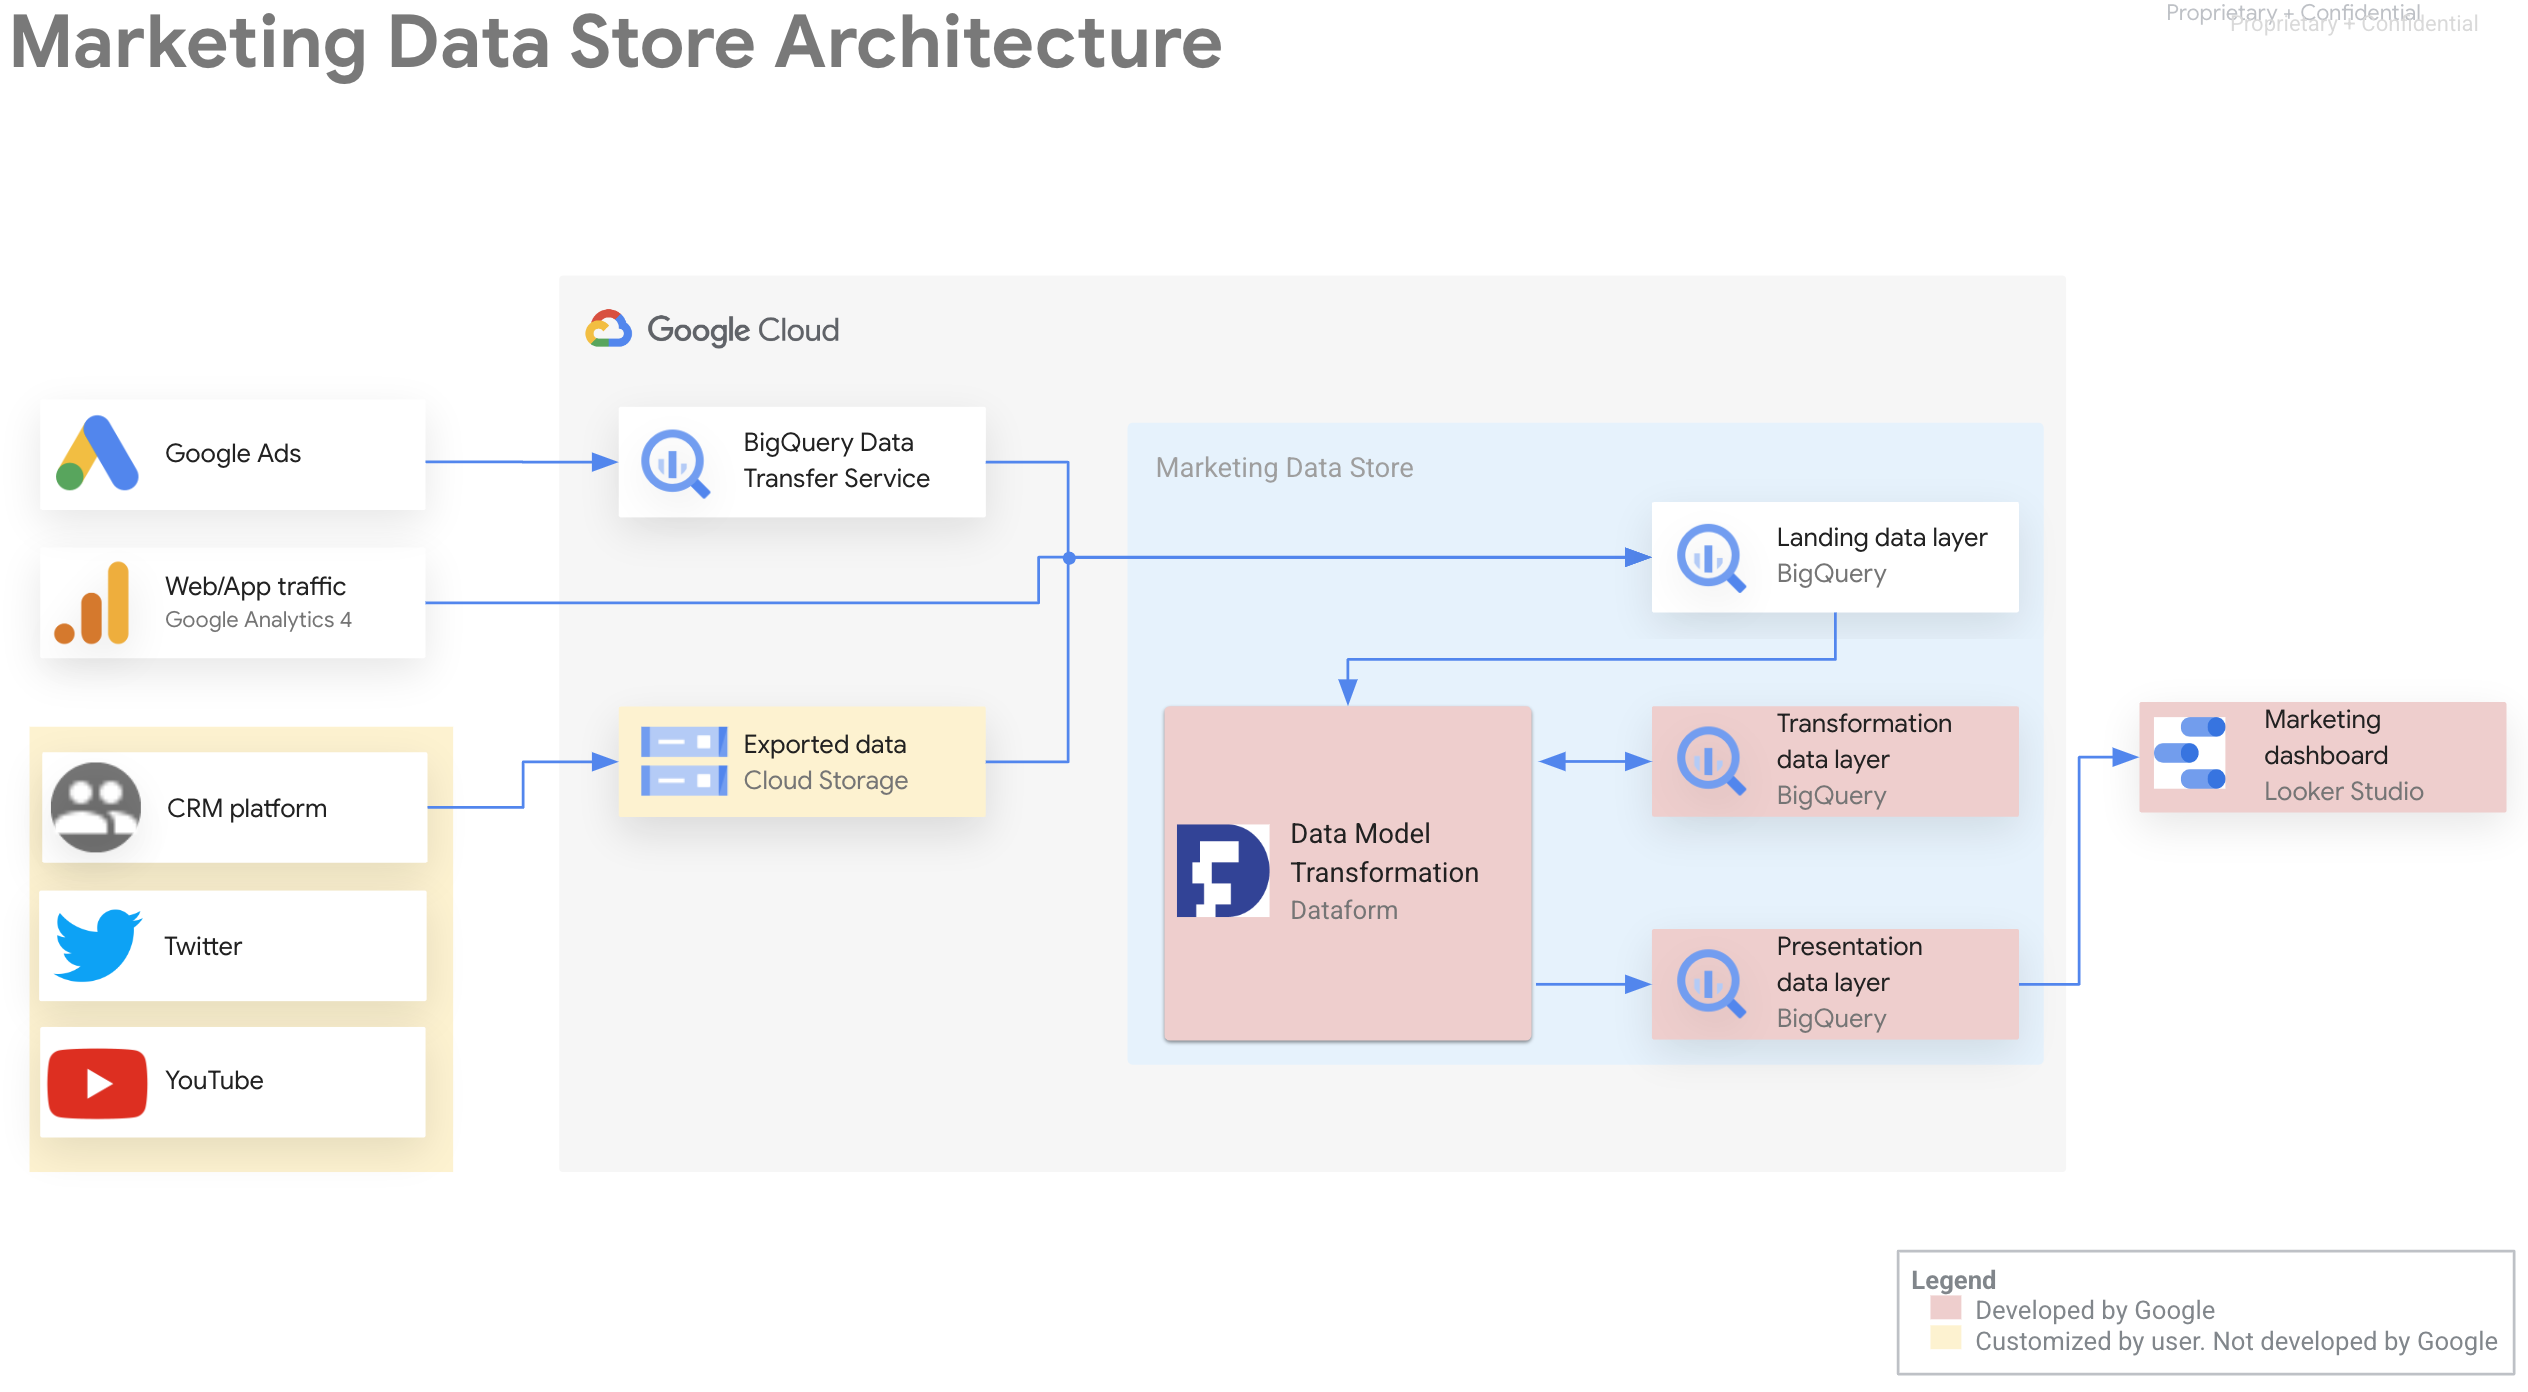 Marketing Data Store Architecture
Proprietary + Confidential
Proprietary + Confidential
Google Cloud
Google Ads
BigQuery Data
Transfer Service
Marketing Data Store
Web/App traffic
Google Analytics 4
Landing data layer
BigQuery
CRM platform
Twitter
YouTube
Exported data
Cloud Storage
Data Model
Transformation
Dataform
Transformation
data layer
BigQuery
Presentation
data layer
BigQuery
Marketing
dashboard
Looker Studio
Legend
Developed by Google
Customized by user. Not developed by Google